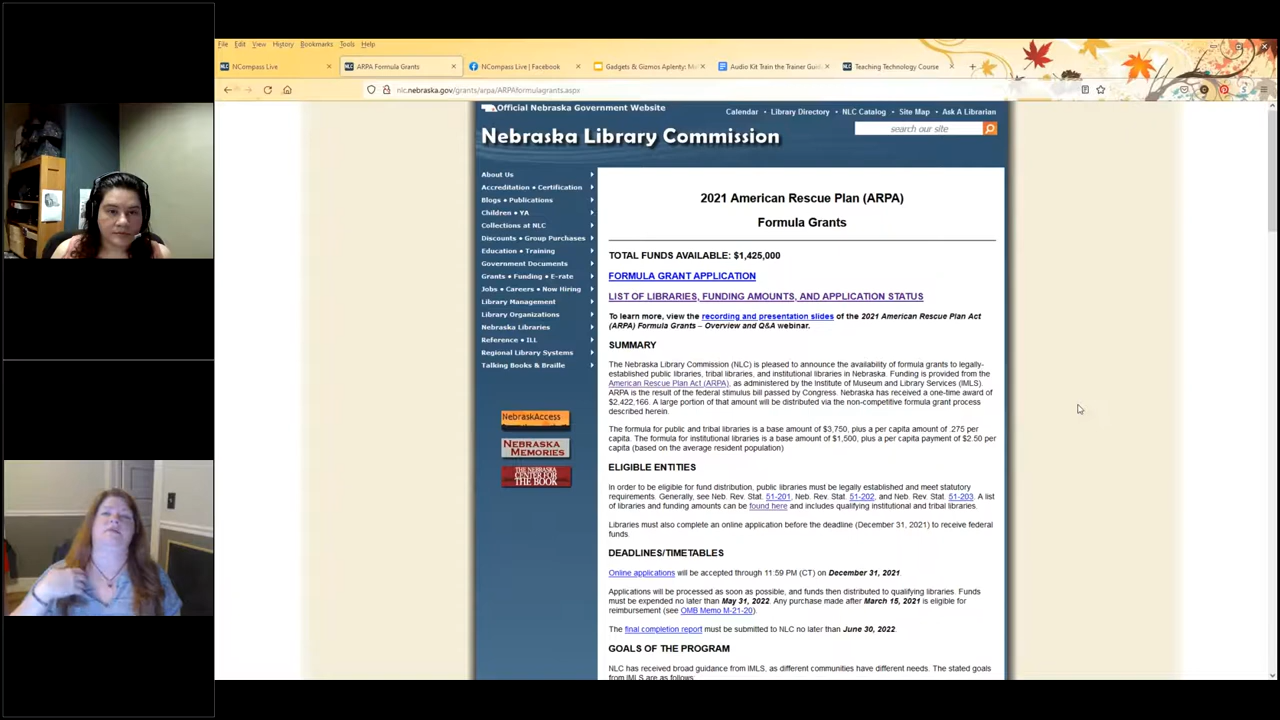 File Edit View History Bookmarks Tools Help
NCompass Live
ARPA Formula Grants
NCompass Live | Facebook
Gadgets & Gizmos Aplenty: Ma
Audio Kit Train the Trainer Guid
Teaching Technology Course
nlc.nebraska.gov/grants/arpa/ARPAformulagrants.aspx
Official Nebraska Government Website
Calendar • Library Directory • NLC Catalog • Site Map • Ask A Librarian
Nebraska Library Commission
search our site
About Us
Accreditation • Certification
Blogs • Publications
Children • YA
Collections at NLC
Discounts • Group Purchases
Education • Training
Government Documents
Grants • Funding • E-rate
Jobs • Careers • Now Hiring
Library Management
Library Organizations
Nebraska Libraries
Reference • ILL
Regional Library Systems
Talking Books & Braille
NebraskAccess
NEBRASKA
MEMORIES
THE NEBRASKA
CENTER FOR
THE BOOK
2021 American Rescue Plan (ARPA)
Formula Grants
TOTAL FUNDS AVAILABLE: $1,425,000
FORMULA GRANT APPLICATION
LIST OF LIBRARIES, FUNDING AMOUNTS, AND APPLICATION STATUS
To learn more, view the recording and presentation slides of the 2021 American Rescue Plan Act
(ARPA) Formula Grants – Overview and Q&A webinar.
SUMMARY
The Nebraska Library Commission (NLC) is pleased to announce the availability of formula grants to legally-
established public libraries, tribal libraries, and institutional libraries in Nebraska. Funding is provided from the
American Rescue Plan Act (ARPA), as administered by the Institute of Museum and Library Services (IMLS).
ARPA is the result of the federal stimulus bill passed by Congress. Nebraska has received a one-time award of
$2,422,166. A large portion of that amount will be distributed via the non-competitive formula grant process
described herein.
The formula for public and tribal libraries is a base amount of $3,750, plus a per capita amount of .275 per
capita. The formula for institutional libraries is a base amount of $1,500, plus a per capita payment of $2.50 per
capita (based on the average resident population)
ELIGIBLE ENTITIES
In order to be eligible for fund distribution, public libraries must be legally established and meet statutory
requirements. Generally, see Neb. Rev. Stat. 51-201, Neb. Rev. Stat. 51-202, and Neb. Rev. Stat. 51-203. A list
of libraries and funding amounts can be found here and includes qualifying institutional and tribal libraries.
Libraries must also complete an online application before the deadline (December 31, 2021) to receive federal
funds
DEADLINES/TIMETABLES
Online applications will be accepted through 11:59 PM (CT) on December 31, 2021.
Applications will be processed as soon as possible, and funds then distributed to qualifying libraries. Funds
must be expended no later than May 31, 2022. Any purchase made after March 15, 2021 is eligible for
reimbursement (see OMB Memo M-21-20).
The final completion report must be submitted to NLC no later than June 30, 2022.
GOALS OF THE PROGRAM
NLC has received broad guidance from IMLS, as different communities have different needs. The stated goals
from IMLS are as follows: